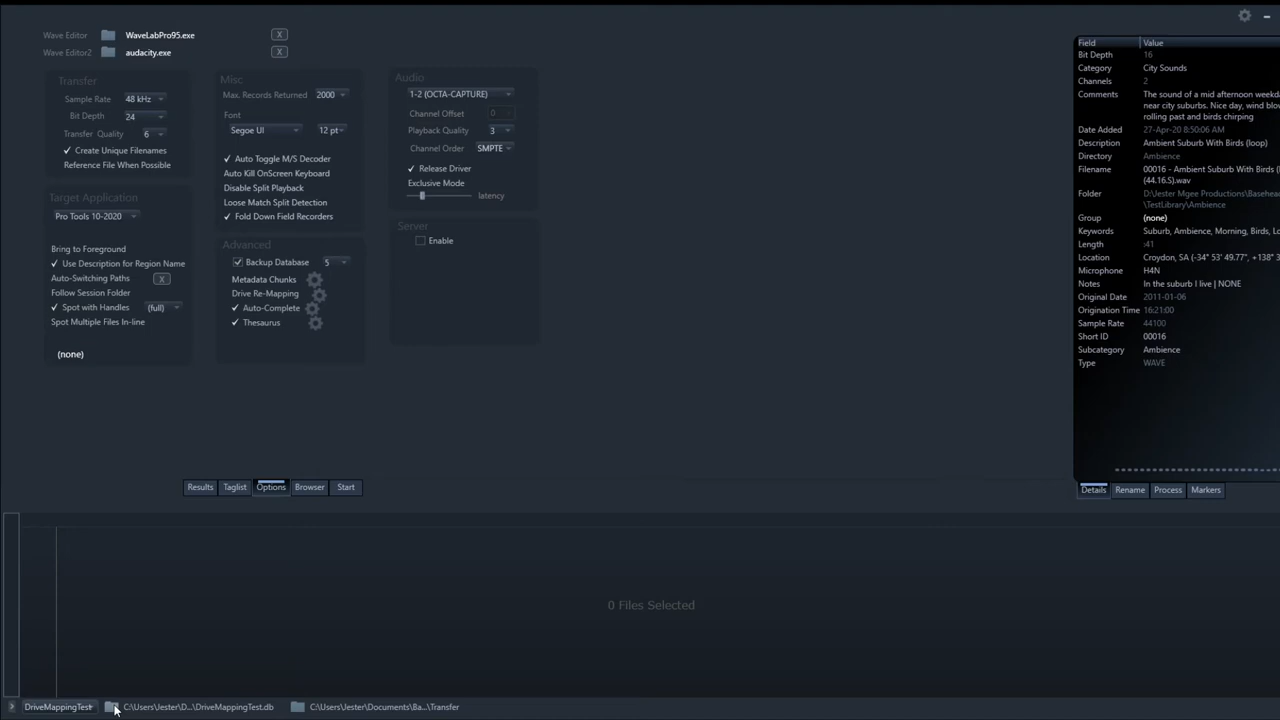 Wave Editor WaveLabPro95.exe X
Wave Editor2 audacity.exe X
Transfer
Sample Rate 48 kHz
Bit Depth 24
Transfer Quality 6
Create Unique Filenames
Reference File When Possible
Target Application
Pro Tools 10-2020
Bring to Foreground
Use Description for Region Name
Auto-Switching Paths X
Follow Session Folder
Spot with Handles (full)
Spot Multiple Files In-line
(none)
Misc
Max. Records Returned 2000
Font
Segoe UI 12 pt
Auto Toggle M/S Decoder
Auto Kill OnScreen Keyboard
Disable Split Playback
Loose Match Split Detection
Fold Down Field Recorders
Advanced
Backup Database 5
Metadata Chunks
Drive Re-Mapping
Auto-Complete
Thesaurus
Audio
1-2 (OCTA-CAPTURE)
Channel Offset 0
Playback Quality 3
Channel Order SMPTE
Release Driver
Exclusive Mode
latency
Server
Enable
Field Value
Bit Depth 16
Category City Sounds
Channels 2
Comments The sound of a mid afternoon weekd
near city suburbs. Nice day, wind blow
rolling past and birds chirping
Date Added 27-Apr-20 8:50:06 AM
Description Ambient Suburb With Birds (loop)
Directory Ambience
Filename 00016 - Ambient Suburb With Birds (
(44.16.S).wav
Folder D:\Jester Mgee Productions\Basehea
\TestLibrary\Ambience
Group (none)
Keywords Suburb, Ambience, Morning, Birds, Lo
Length :41
Location Croydon, SA (-34° 53' 49.77", +138° 3
Microphone H4N
Notes In the suburb I live | NONE
Original Date 2011-01-06
Origination Time 16:21:00
Sample Rate 44100
Short ID 00016
Subcategory Ambience
Type WAVE
Results Taglist Options Browser Start
Details Rename Process Markers
0 Files Selected
DriveMappingTest C:\Users\Jester\D...\DriveMappingTest.db C:\Users\Jester\Documents\Ba...\Transfer